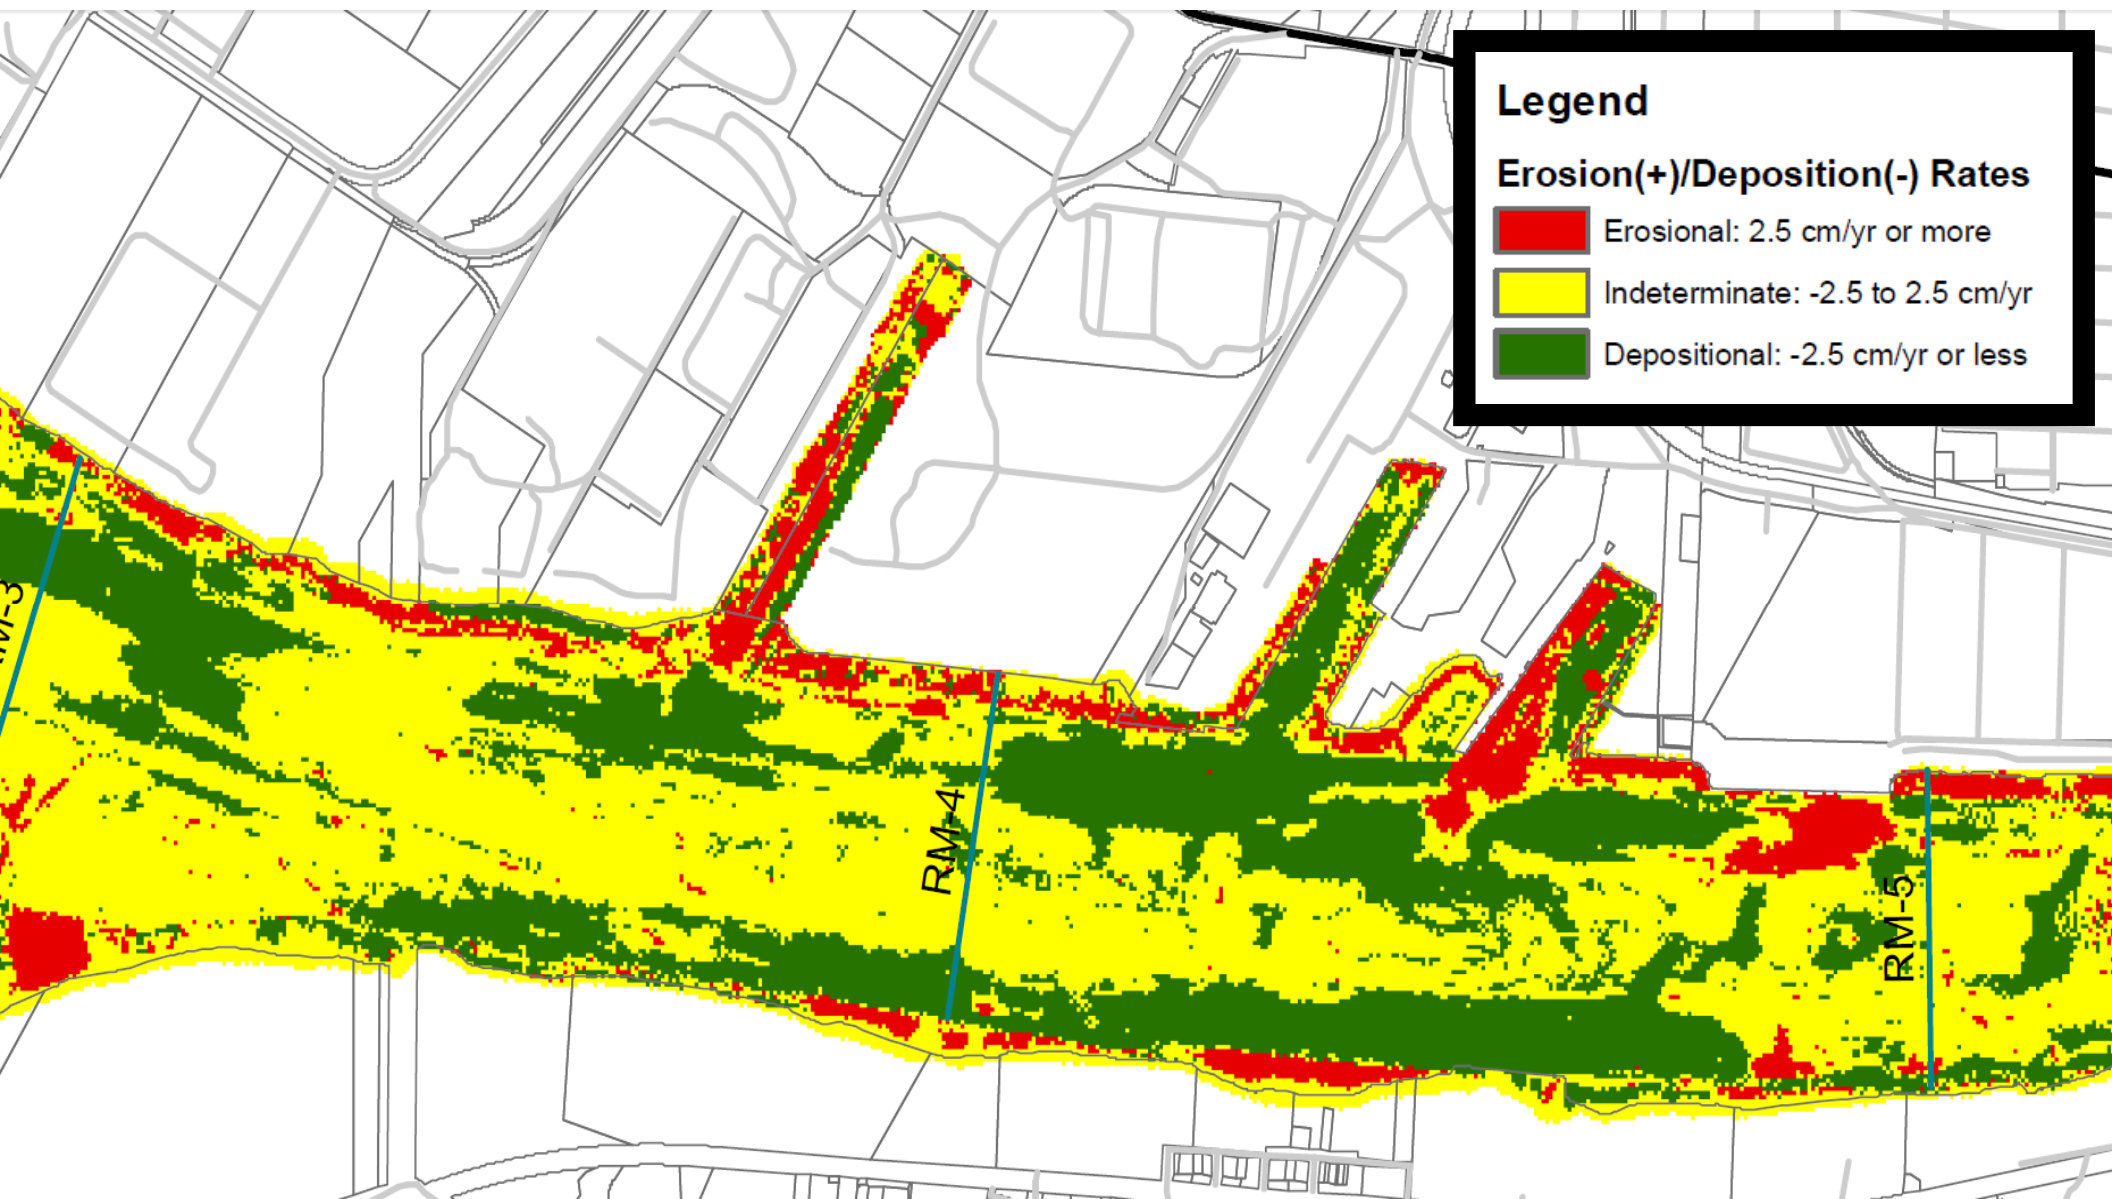 Legend
Erosion(+)/Deposition(-) Rates
Erosional: 2.5 cm/yr or more
Indeterminate: -2.5 to 2.5 cm/yr
Depositional: -2.5 cm/yr or less
RM-4
RM-5